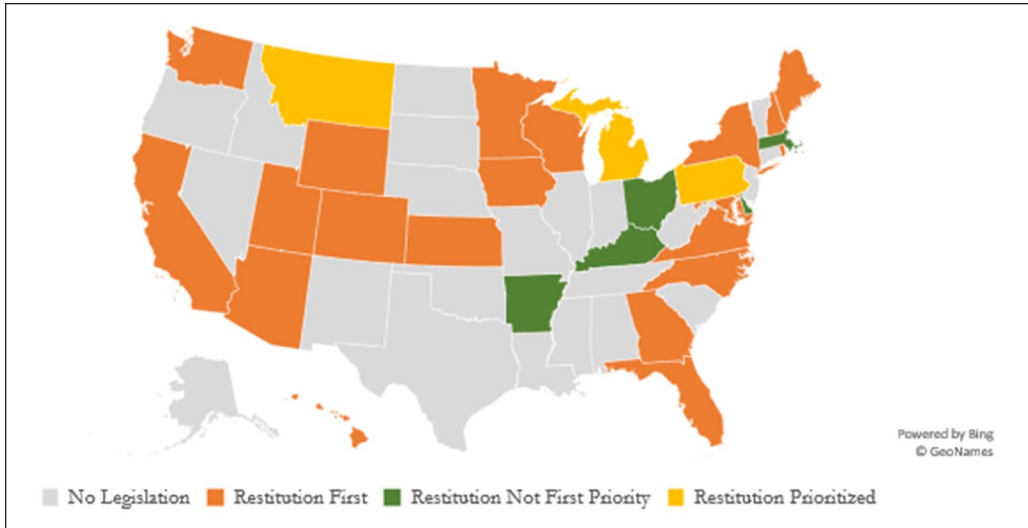 Powered by Bing
© GeoNames
No Legislation Restitution First Restitution Not First Priority Restitution Prioritized